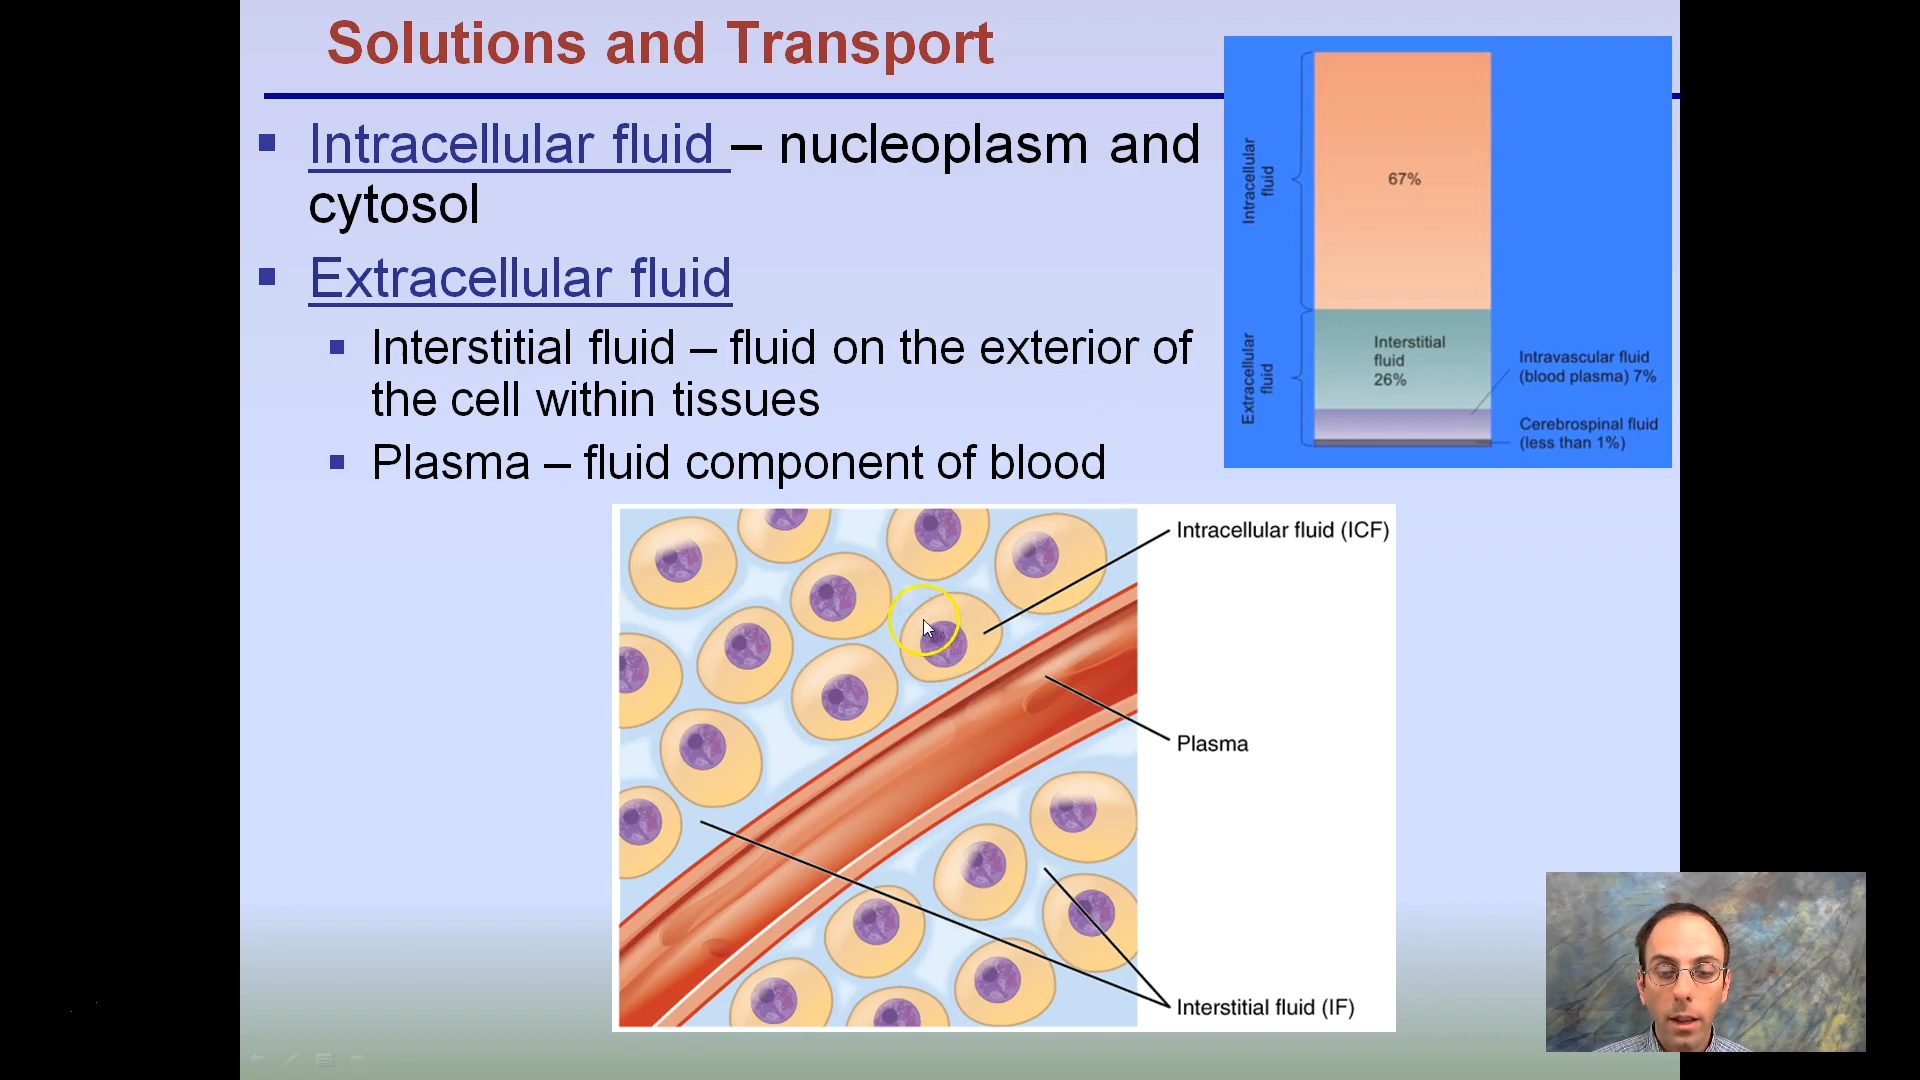 Solutions and Transport
Intracellular fluid – nucleoplasm and
cytosol
Extracellular fluid
Interstitial fluid – fluid on the exterior of
the cell within tissues
Plasma – fluid component of blood
Intracellular
fluid
67%
Extracellular
fluid
Interstitial
fluid
26%
Intravascular fluid
(blood plasma) 7%
Cerebrospinal fluid
(less than 1%)
Intracellular fluid (ICF)
Plasma
Interstitial fluid (IF)